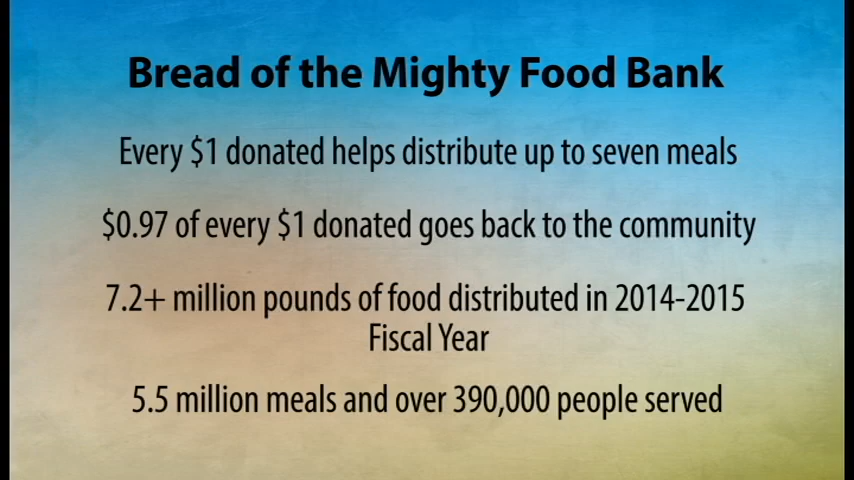 Bread of the Mighty Food Bank
Every $1 donated helps distribute up to seven meals
$0.97 of every $1 donated goes back to the community
7.2+ million pounds of food distributed in 2014-2015
Fiscal Year
5.5 million meals and over 390,000 people served